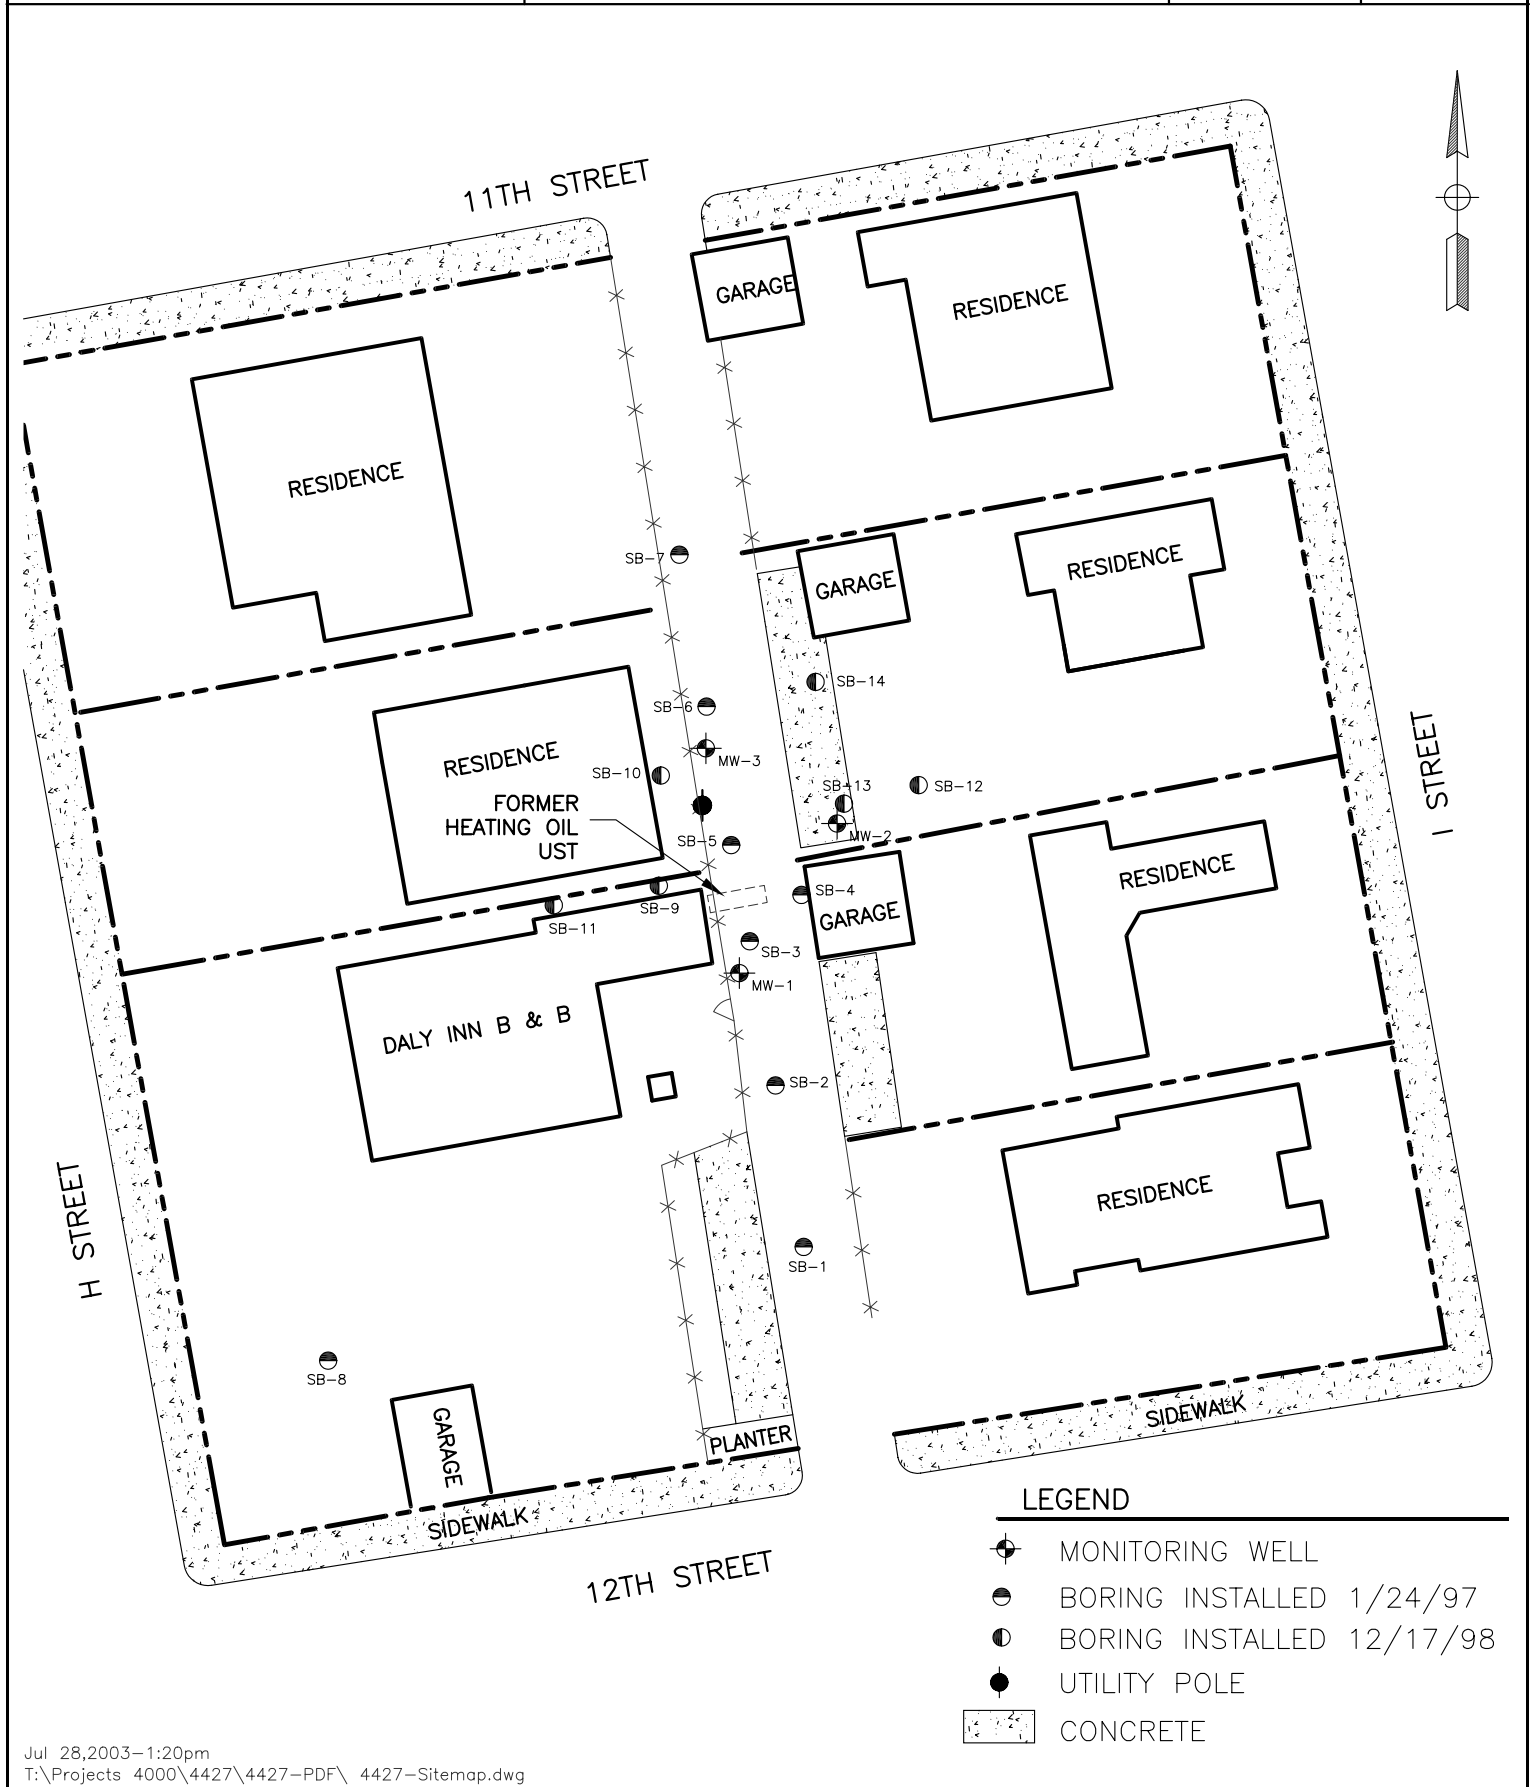 11TH STREET
GARAGE
RESIDENCE
RESIDENCE
SB-7
RESIDENCE
GARAGE
SB-14
SB-6
I STREET
RESIDENCE
MW-3
SB-10
SB-13
SB-12
FORMER
HEATING OIL
UST
SB-5
MW-2
RESIDENCE
SB-4
SB-9
GARAGE
SB-11
SB-3
MW-1
DALY INN B & B
SB-2
H STREET
RESIDENCE
SB-1
SB-8
GARAGE
PLANTER
SIDEWALK
SIDEWALK
12TH STREET
LEGEND
MONITORING WELL
BORING INSTALLED 1/24/97
BORING INSTALLED 12/17/98
UTILITY POLE
CONCRETE
Jul 28,2003-1:20pm
T:\Projects 4000\4427\4427-PDF\ 4427-Sitemap.dwg